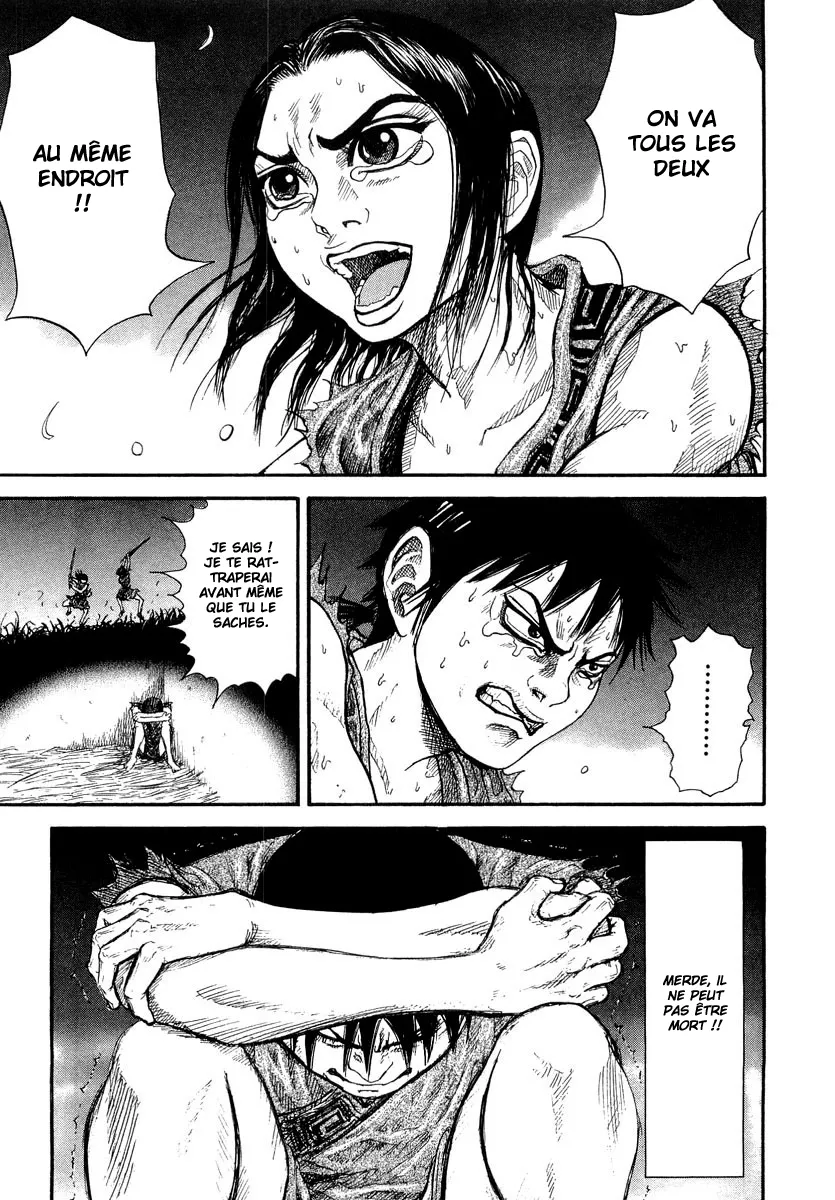 ON VA
TOUS LES
DEUX
AU MÊME
ENDROIT
!!
.........
JE SAIS !
JE TE RAT-
TRAPERAI
AVANT MÊME
QUE TU LE
SACHES.
MERDE, IL
NE PEUT
PAS ÊTRE
MORT !!